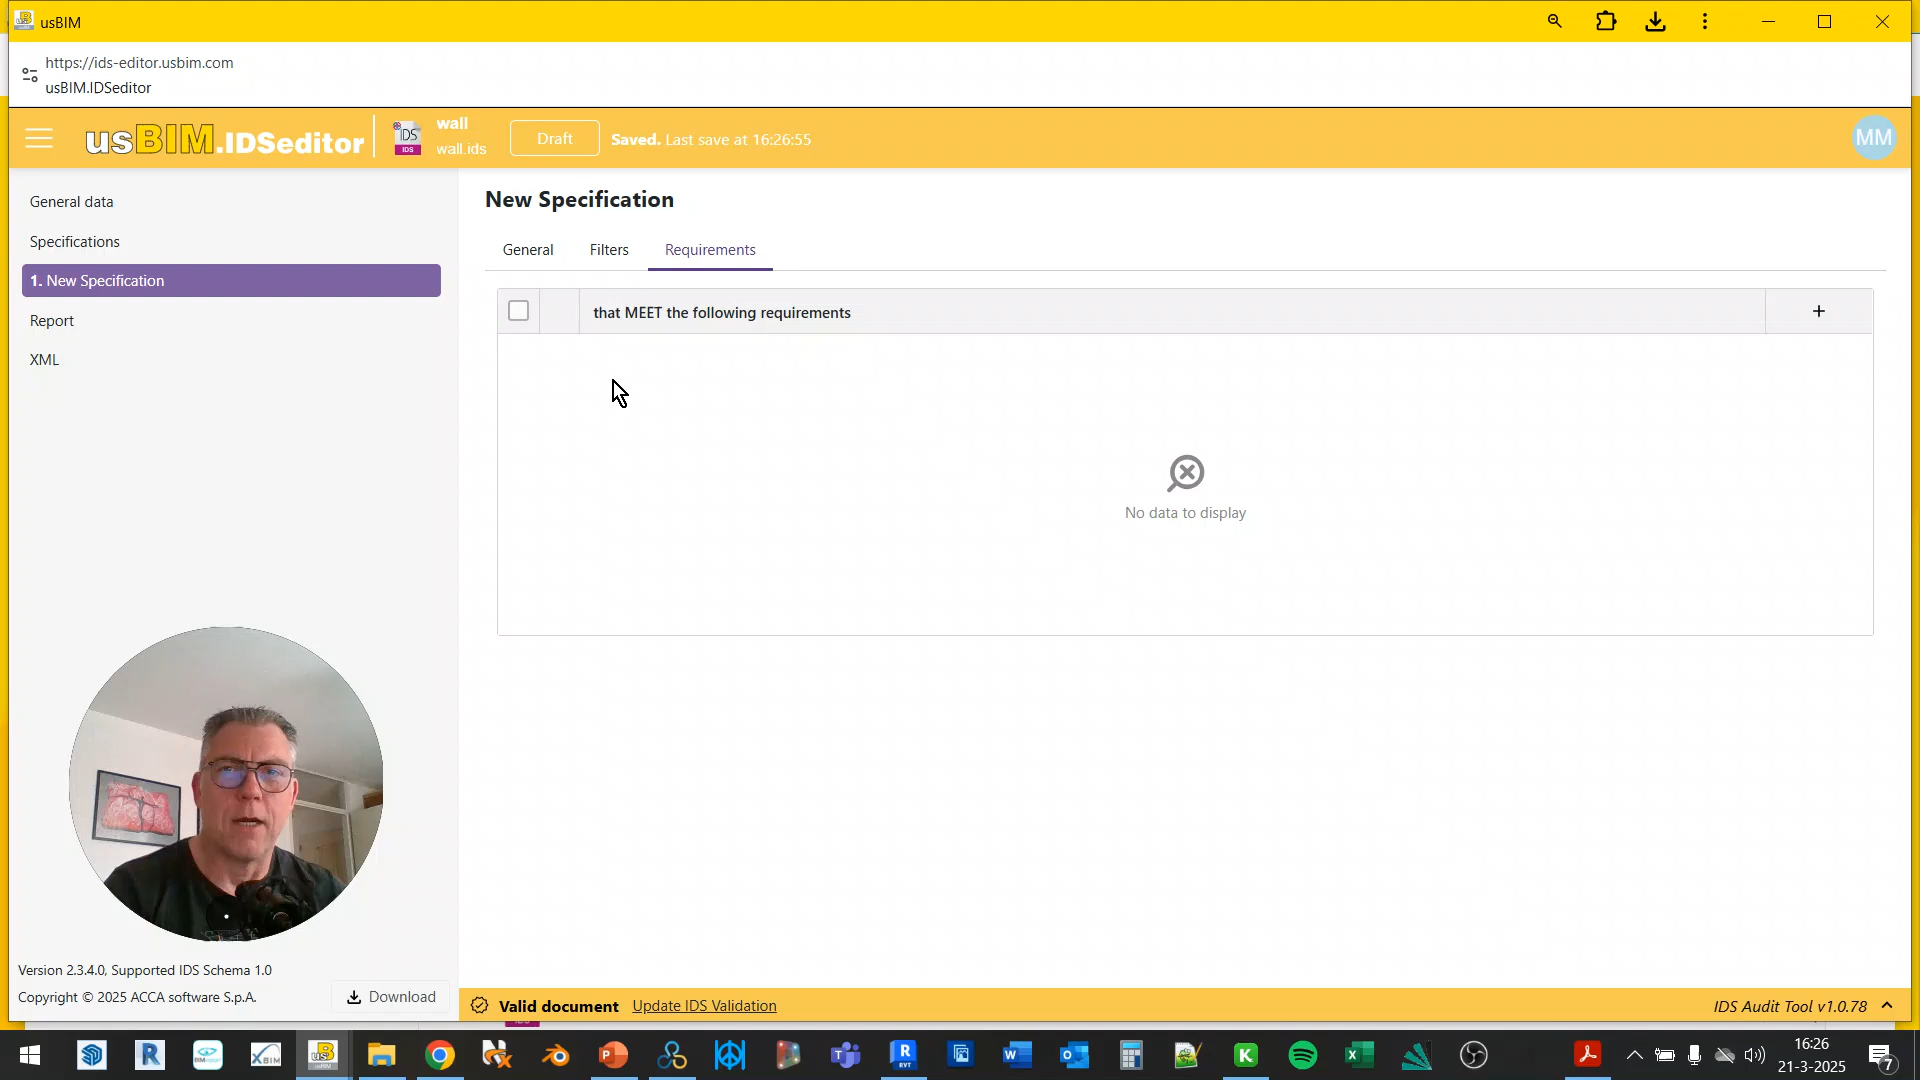 usBIM
https://ids-editor.usbim.com
usBIM.IDSeditor
usBIM.IDSeditor
IDS
IDS
wall
wall.ids
Draft
Saved. Last save at 16:26:55
MM
General data
Specifications
1. New Specification
Report
XML
New Specification
General
Filters
Requirements
that MEET the following requirements
No data to display
Version 2.3.4.0, Supported IDS Schema 1.0
Copyright © 2025 ACCA software S.p.A.
Download
Valid document
Update IDS Validation
IDS Audit Tool v1.0.78
16:26
21-3-2025
7